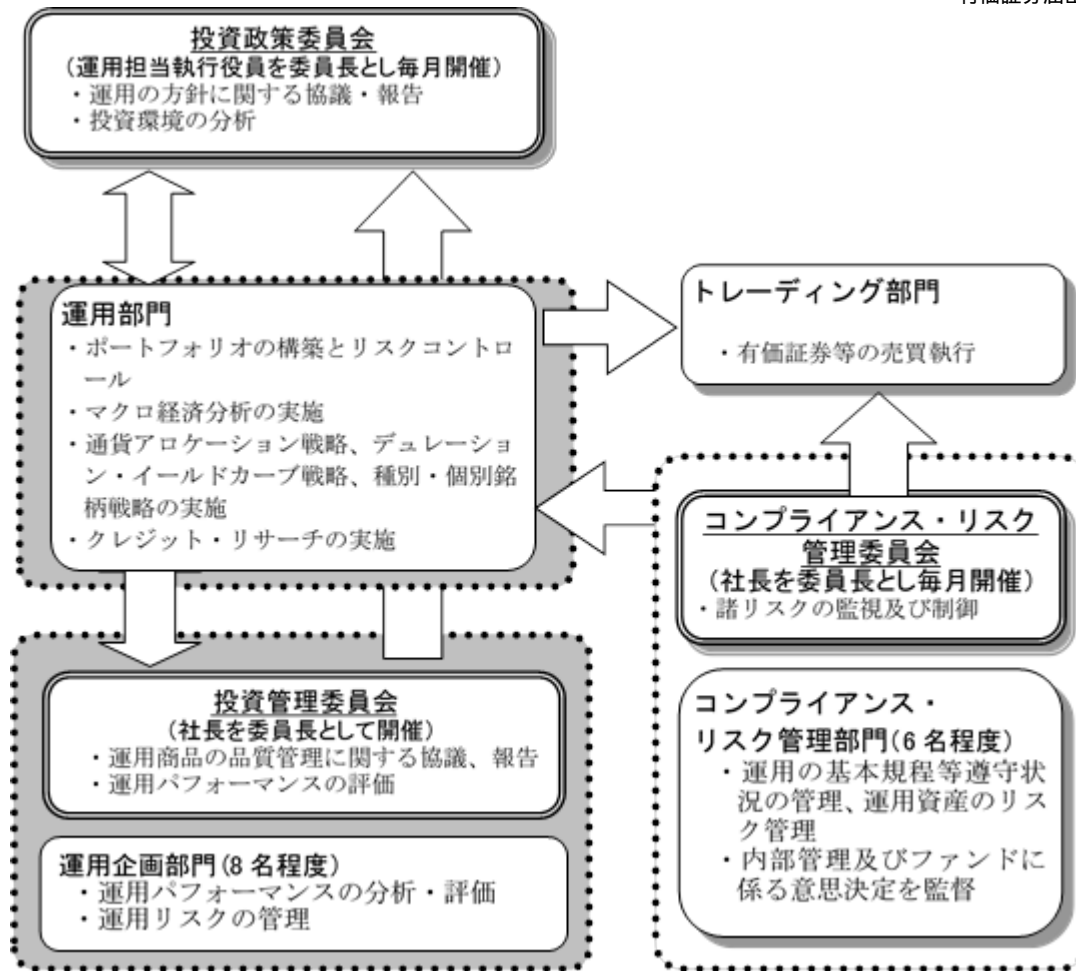 投資政策委員会
（運用担当執行役員を委員長とし毎月開催）
・運用の方針に関する協議・報告
・投資環境の分析
運用部門
・ポートフォリオの構築とリスクコントロ
ール
・マクロ経済分析の実施
・通貨アロケーション戦略、デュレーショ
ン・イールドカーブ戦略、種別・個別銘
柄戦略の実施
・クレジット・リサーチの実施
トレーディング部門
・有価証券等の売買執行
コンプライアンス・リスク
管理委員会
（社長を委員長とし毎月開催）
・諸リスクの監視及び制御
投資管理委員会
（社長を委員長として開催）
・運用商品の品質管理に関する協議、報告
・運用パフォーマンスの評価
運用企画部門(8 名程度)
・運用パフォーマンスの分析・評価
・運用リスクの管理
コンプライアンス・
リスク管理部門(6 名程度)
・運用の基本規程等遵守状
況の管理、運用資産のリス
ク管理
・内部管理及びファンドに
係る意思決定を監督